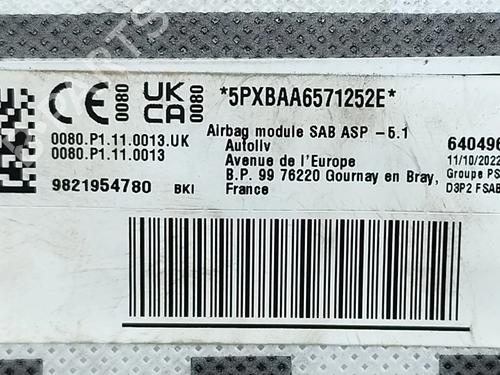 CE 0080 UK CA 0080
*5PXBAA6571252E*
0080.P1.11.0013.UK
0080.P1.11.0013
9821954780 BKI
Airbag module SAB ASP -5.1
Autoliv
Avenue de l'Europe
B.P. 99 76220 Gournay en Bray,
France
640496
11/10/2022
Groupe PS
D3P2 FSAB